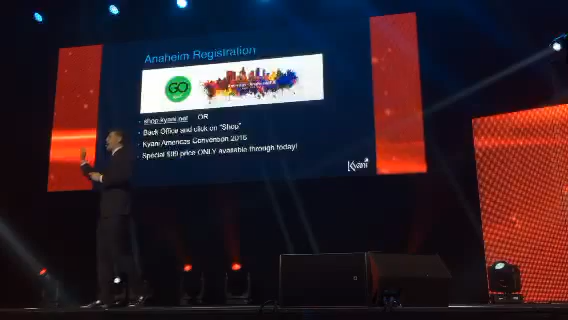 Anaheim Registration
GO
shop.kyani.net OR
Back Office and click on "Shop"
Kyani Americas Convention 2016
Special $99 price ONLY available through today!
Kyäni